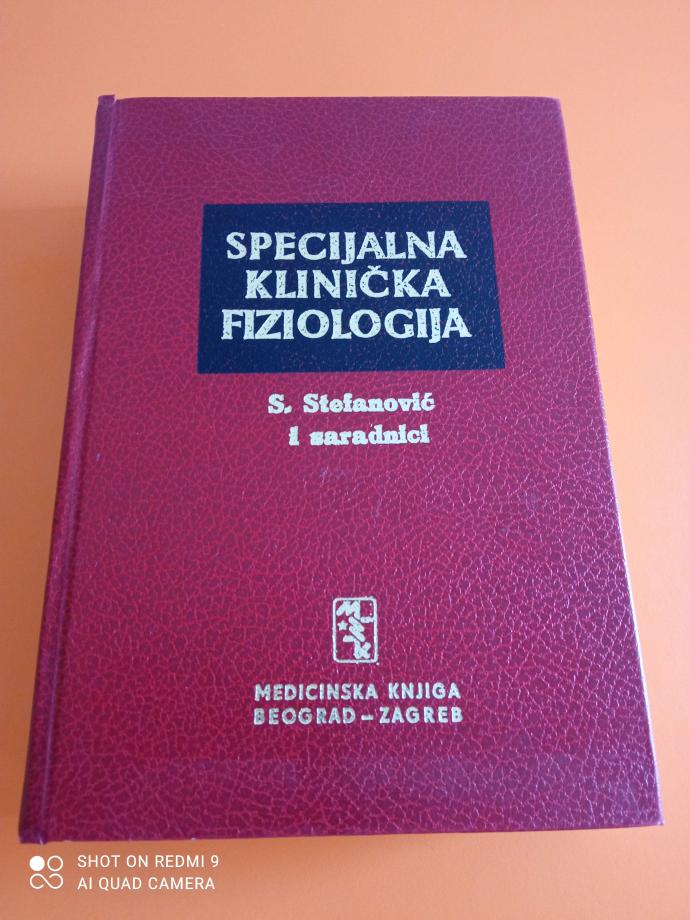 SPECIJALNA
KLINIČKA
FIZIOLOGIJA
S. Stefanović
i saradnici
MEDICINSKA KNJIGA
BEOGRAD – ZAGREB
SHOT ON REDMI 9
AI QUAD CAMERA